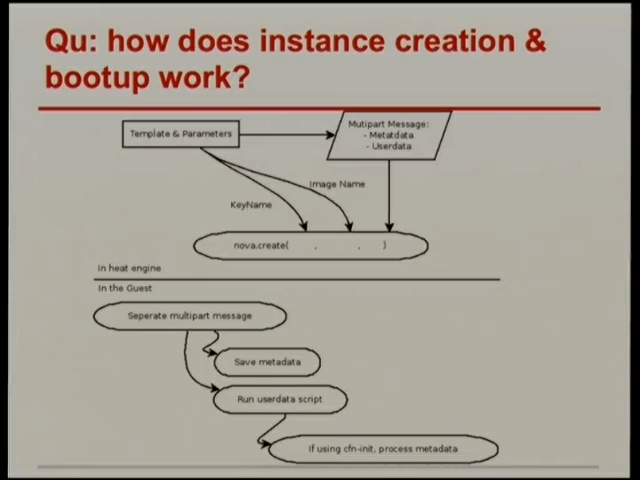 Qu: how does instance creation &
bootup work?
Template & Parameters
Mutipart Message:
- Metatdata
- Userdata
Image Name
KeyName
nova.create( , , )
In heat engine
In the Guest
Seperate multipart message
Save metadata
Run userdata script
If using cfn-init, process metadata